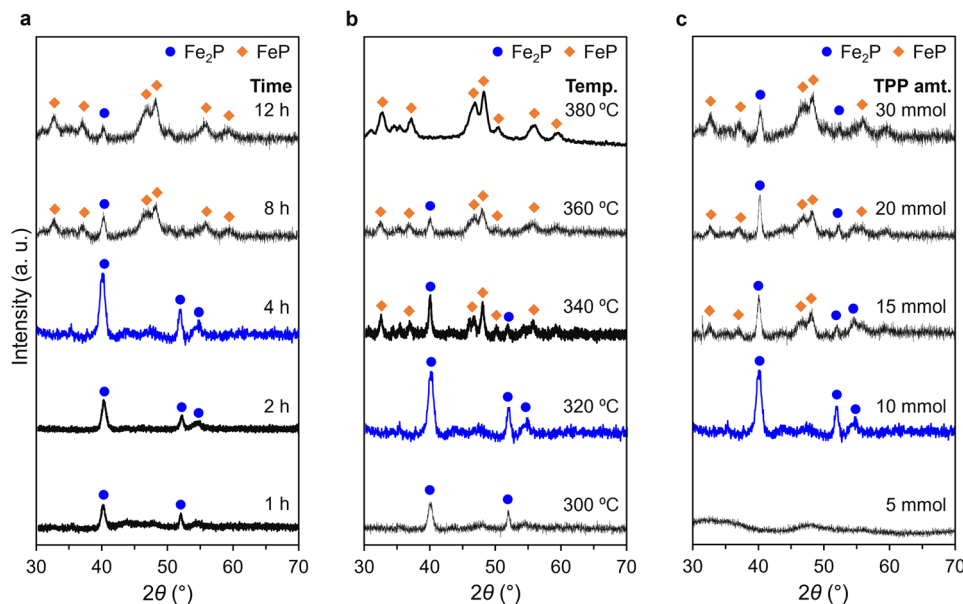 a
Fe₂P FeP
Time
12 h
8 h
4 h
2 h
1 h
30 40 50 60 70
2θ (°)
Intensity (a. u.)
b
Fe₂P FeP
Temp.
380 ºC
360 ºC
340 ºC
320 ºC
300 ºC
30 40 50 60 70
2θ (°)
c
Fe₂P FeP
TPP amt.
30 mmol
20 mmol
15 mmol
10 mmol
5 mmol
30 40 50 60 70
2θ (°)